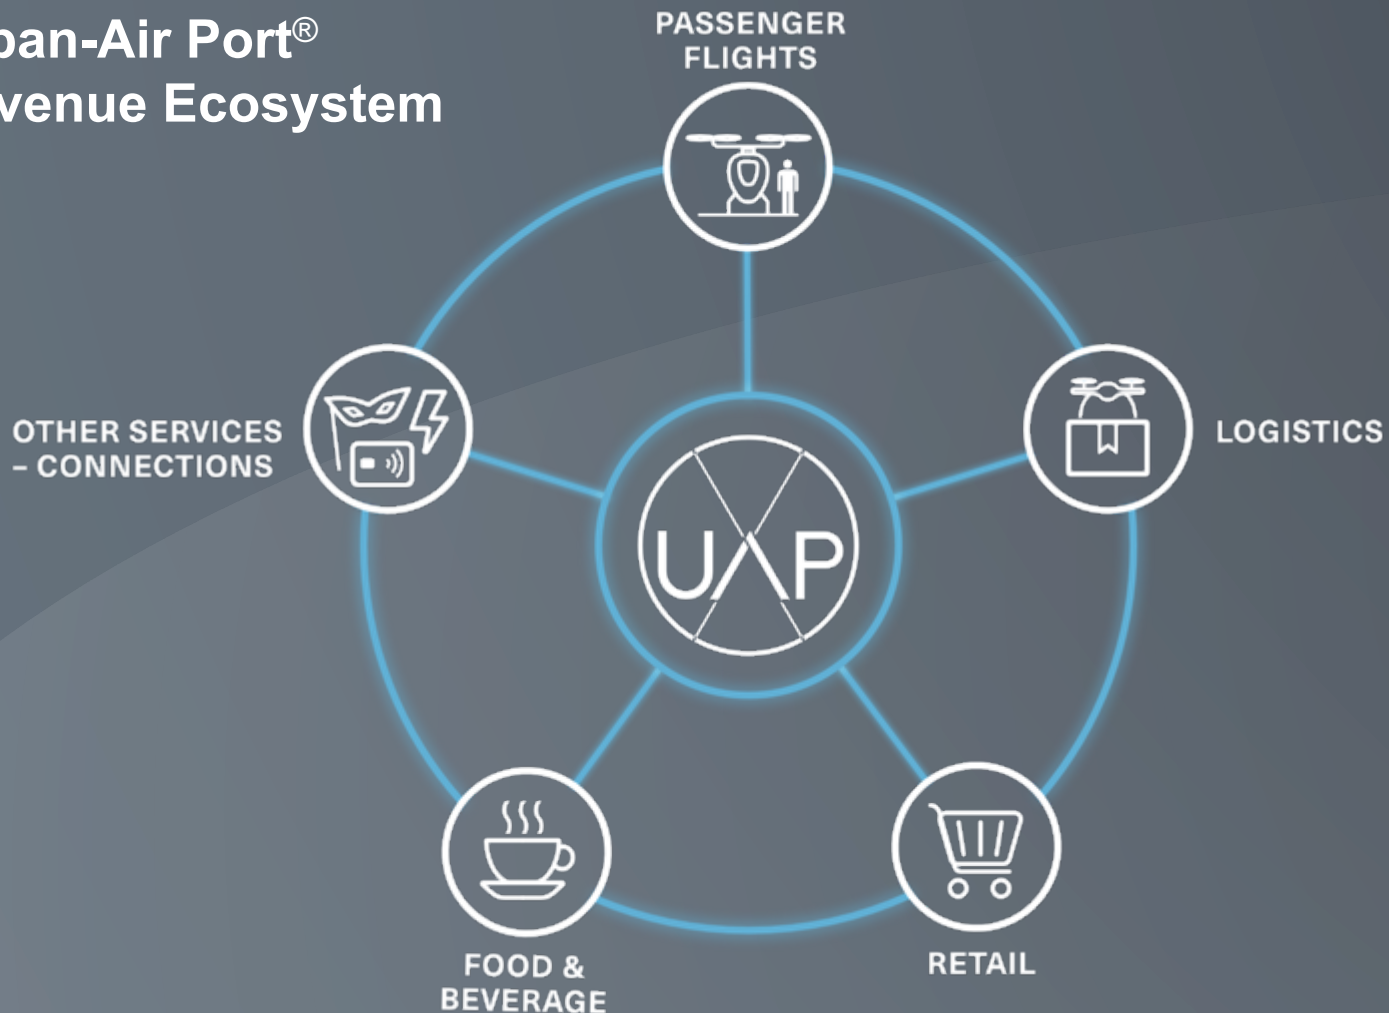 ban-Air Port®
venue Ecosystem
PASSENGER
FLIGHTS
OTHER SERVICES
– CONNECTIONS
LOGISTICS
UAP
FOOD &
BEVERAGE
RETAIL